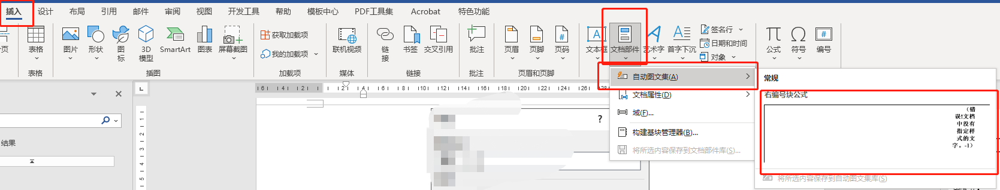 插入 设计 布局 引用 邮件 审阅 视图 开发工具 帮助 模板中心 PDF工具集 Acrobat 特色功能
页 表格 图片 形状 图标 3D模型 SmartArt 图表 屏幕截图 获取加载项 我的加载项 联机视频 链接 书签 交叉引用 批注 页眉 页脚 页码 文本框 文档部件 艺术字 首字下沉 签名行 日期和时间 对象 公式 符号 编号
表格 插图 加载项 媒体 链接 批注 页眉和页脚
自动图文集(A)
文档属性(D)
域(F)...
构建基块管理器(B)...
将所选内容保存到文档部件库(S)...
常规
右编号块公式
（错
误!文档
中没有
指定样
式的文
字。-1）
将所选内容保存到自动图文集库(S)
结果
6 4 2 2 4 6 8 10 12 14 16 18 20 22 24 26 28
1 2 3 4 5
?